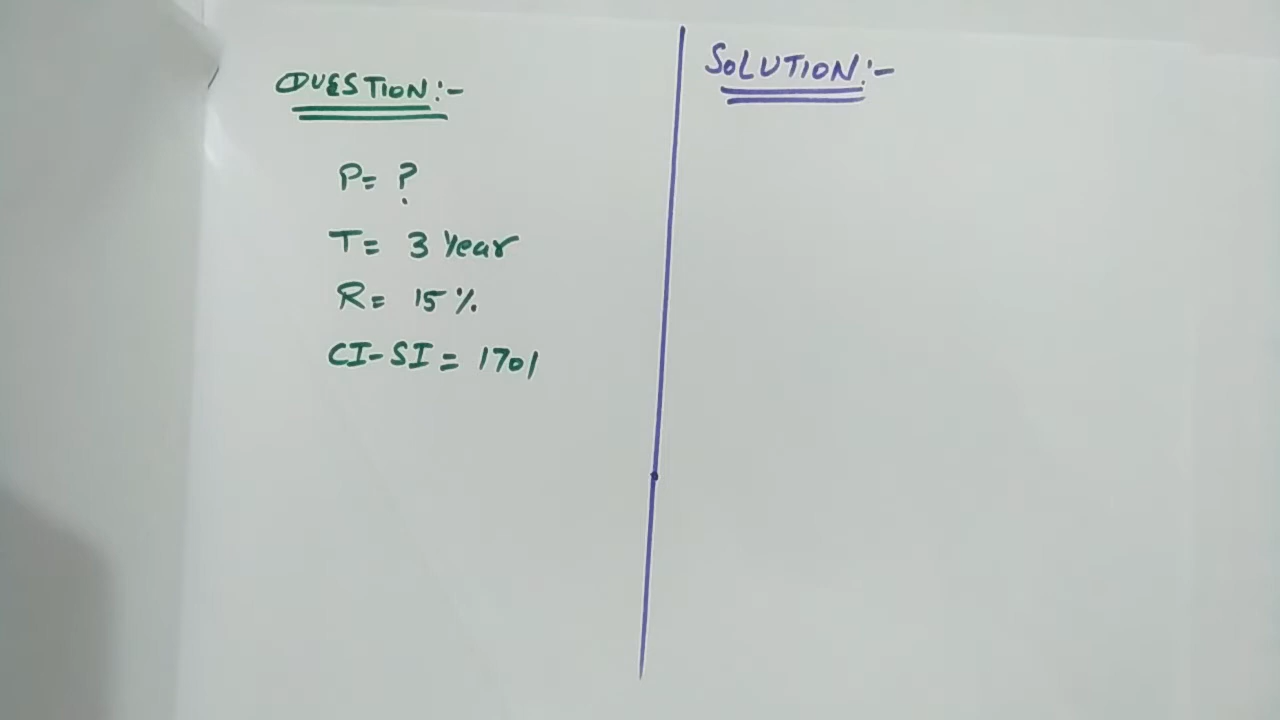 QUESTION:-
P= ?
T= 3 Year
R= 15%
CI-SI = 1701
SOLUTION:-